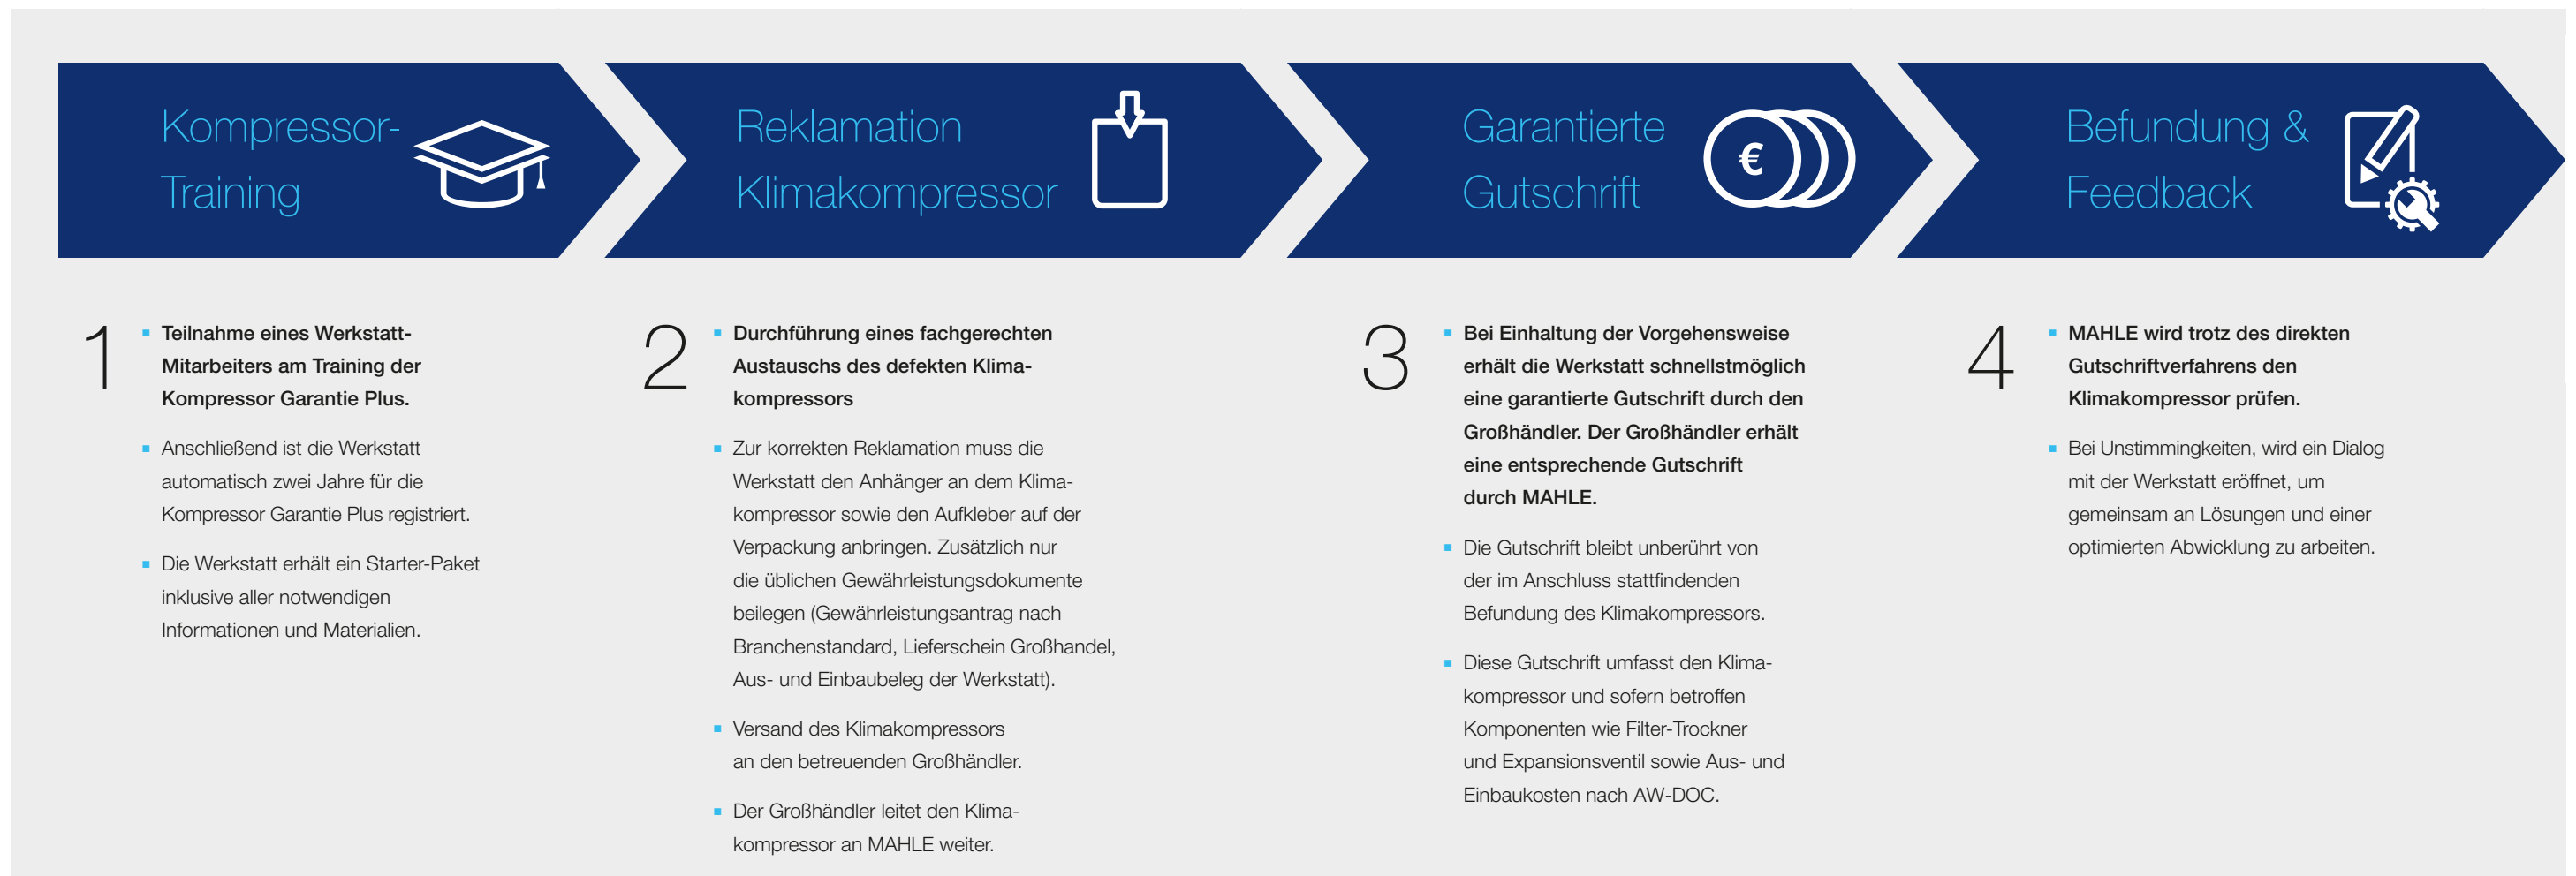 Kompressor-
Training
Reklamation
Klimakompressor
Garantierte
Gutschrift
€
Befundung &
Feedback
1
▪ Teilnahme eines Werkstatt-
Mitarbeiters am Training der
Kompressor Garantie Plus.
▪ Anschließend ist die Werkstatt
automatisch zwei Jahre für die
Kompressor Garantie Plus registriert.
▪ Die Werkstatt erhält ein Starter-Paket
inklusive aller notwendigen
Informationen und Materialien.
2
▪ Durchführung eines fachgerechten
Austauschs des defekten Klima-
kompressors
▪ Zur korrekten Reklamation muss die
Werkstatt den Anhänger an dem Klima-
kompressor sowie den Aufkleber auf der
Verpackung anbringen. Zusätzlich nur
die üblichen Gewährleistungsdokumente
beilegen (Gewährleistungsantrag nach
Branchenstandard, Lieferschein Großhandel,
Aus- und Einbaubeleg der Werkstatt).
▪ Versand des Klimakompressors
an den betreuenden Großhändler.
▪ Der Großhändler leitet den Klima-
kompressor an MAHLE weiter.
3
▪ Bei Einhaltung der Vorgehensweise
erhält die Werkstatt schnellstmöglich
eine garantierte Gutschrift durch den
Großhändler. Der Großhändler erhält
eine entsprechende Gutschrift
durch MAHLE.
▪ Die Gutschrift bleibt unberührt von
der im Anschluss stattfindenden
Befundung des Klimakompressors.
▪ Diese Gutschrift umfasst den Klima-
kompressor und sofern betroffen
Komponenten wie Filter-Trockner
und Expansionsventil sowie Aus- und
Einbaukosten nach AW-DOC.
4
▪ MAHLE wird trotz des direkten
Gutschriftverfahrens den
Klimakompressor prüfen.
▪ Bei Unstimmingkeiten, wird ein Dialog
mit der Werkstatt eröffnet, um
gemeinsam an Lösungen und einer
optimierten Abwicklung zu arbeiten.